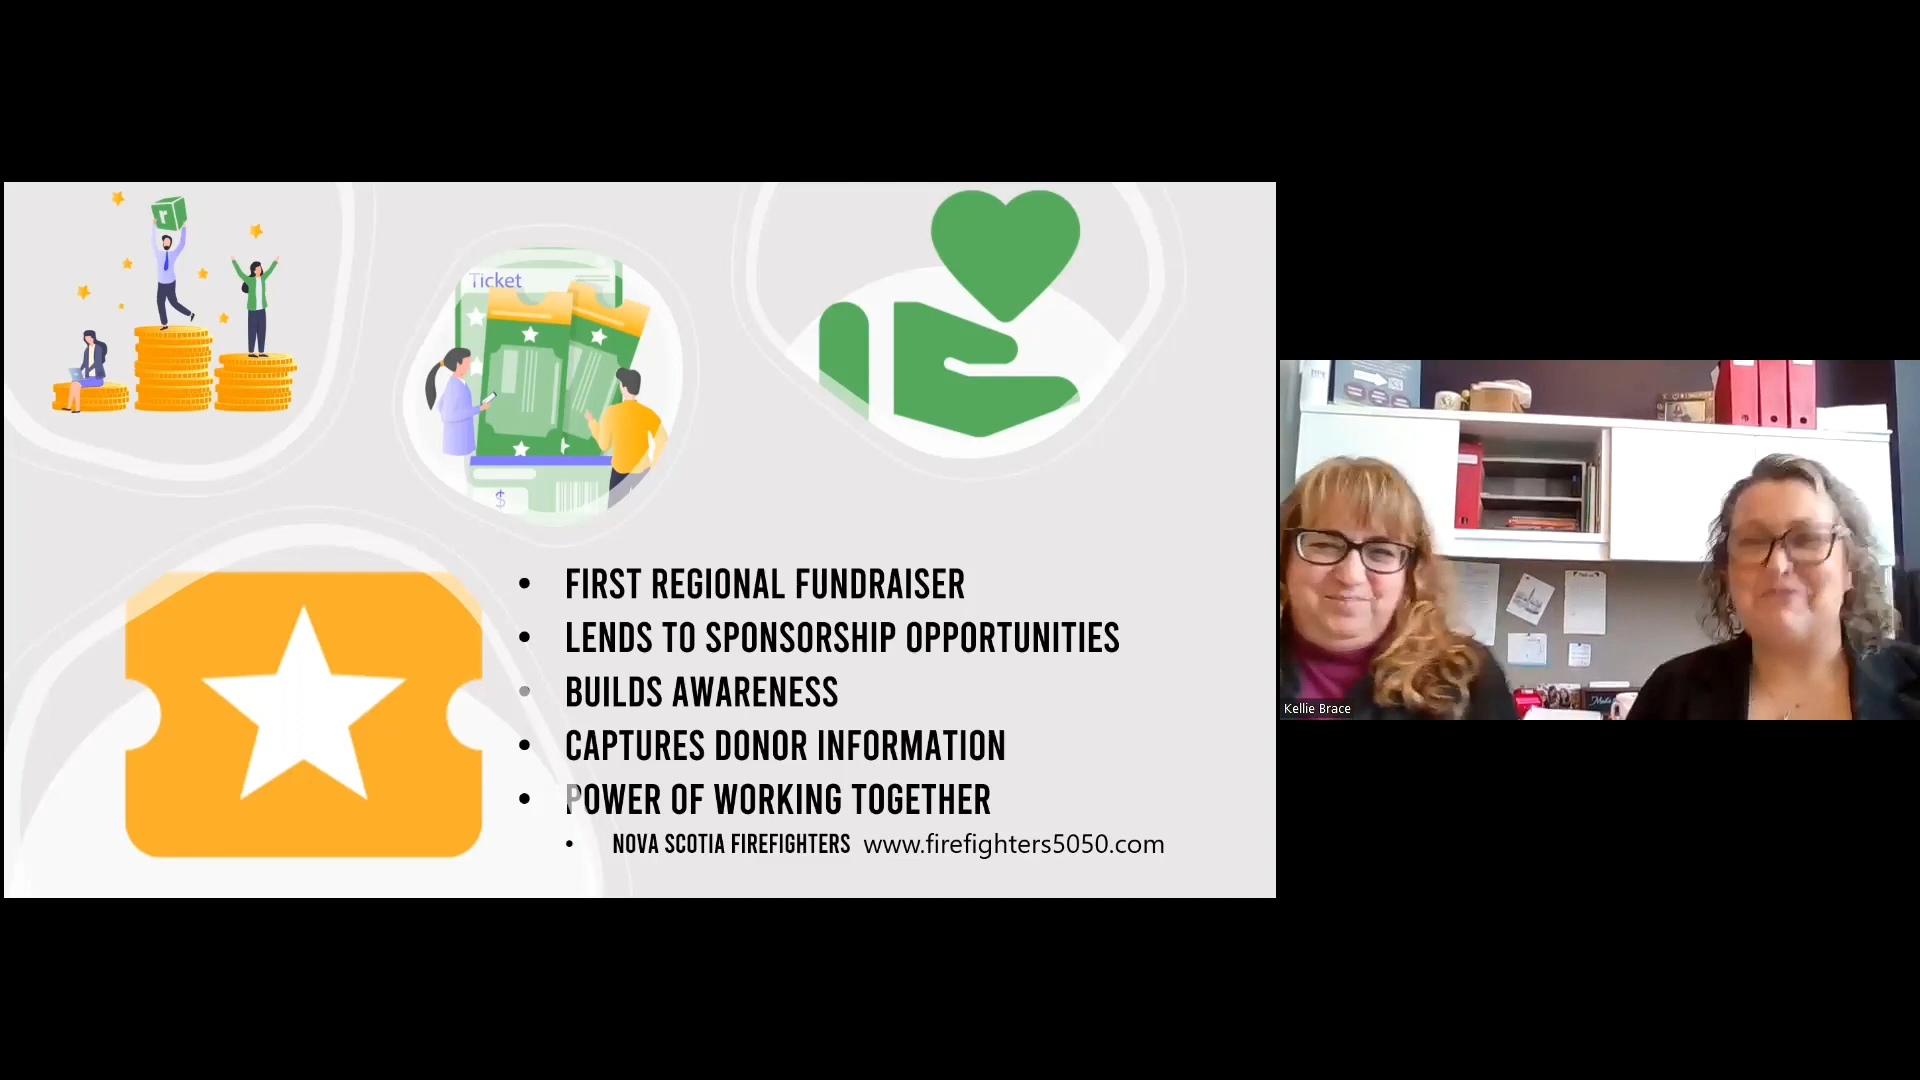 r
Ticket
$
• FIRST REGIONAL FUNDRAISER
• LENDS TO SPONSORSHIP OPPORTUNITIES
• BUILDS AWARENESS
• CAPTURES DONOR INFORMATION
• POWER OF WORKING TOGETHER
• NOVA SCOTIA FIREFIGHTERS www.firefighters5050.com
Kellie Brace